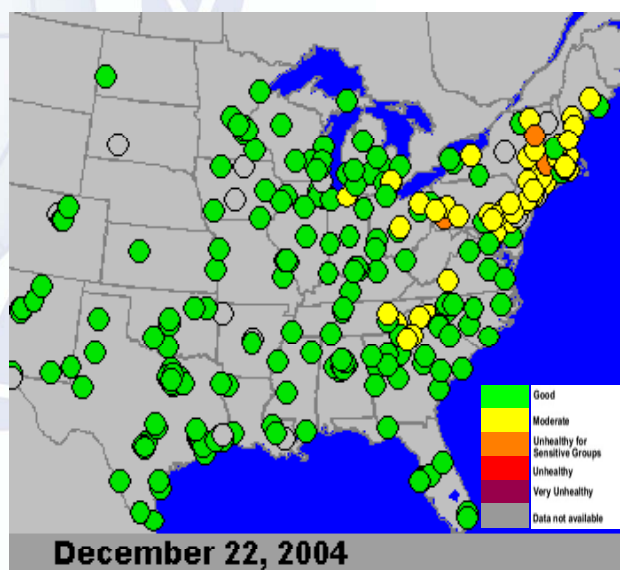 Good
Moderate
Unhealthy for
Sensitive Groups
Unhealthy
Very Unhealthy
Data not available
December 22, 2004